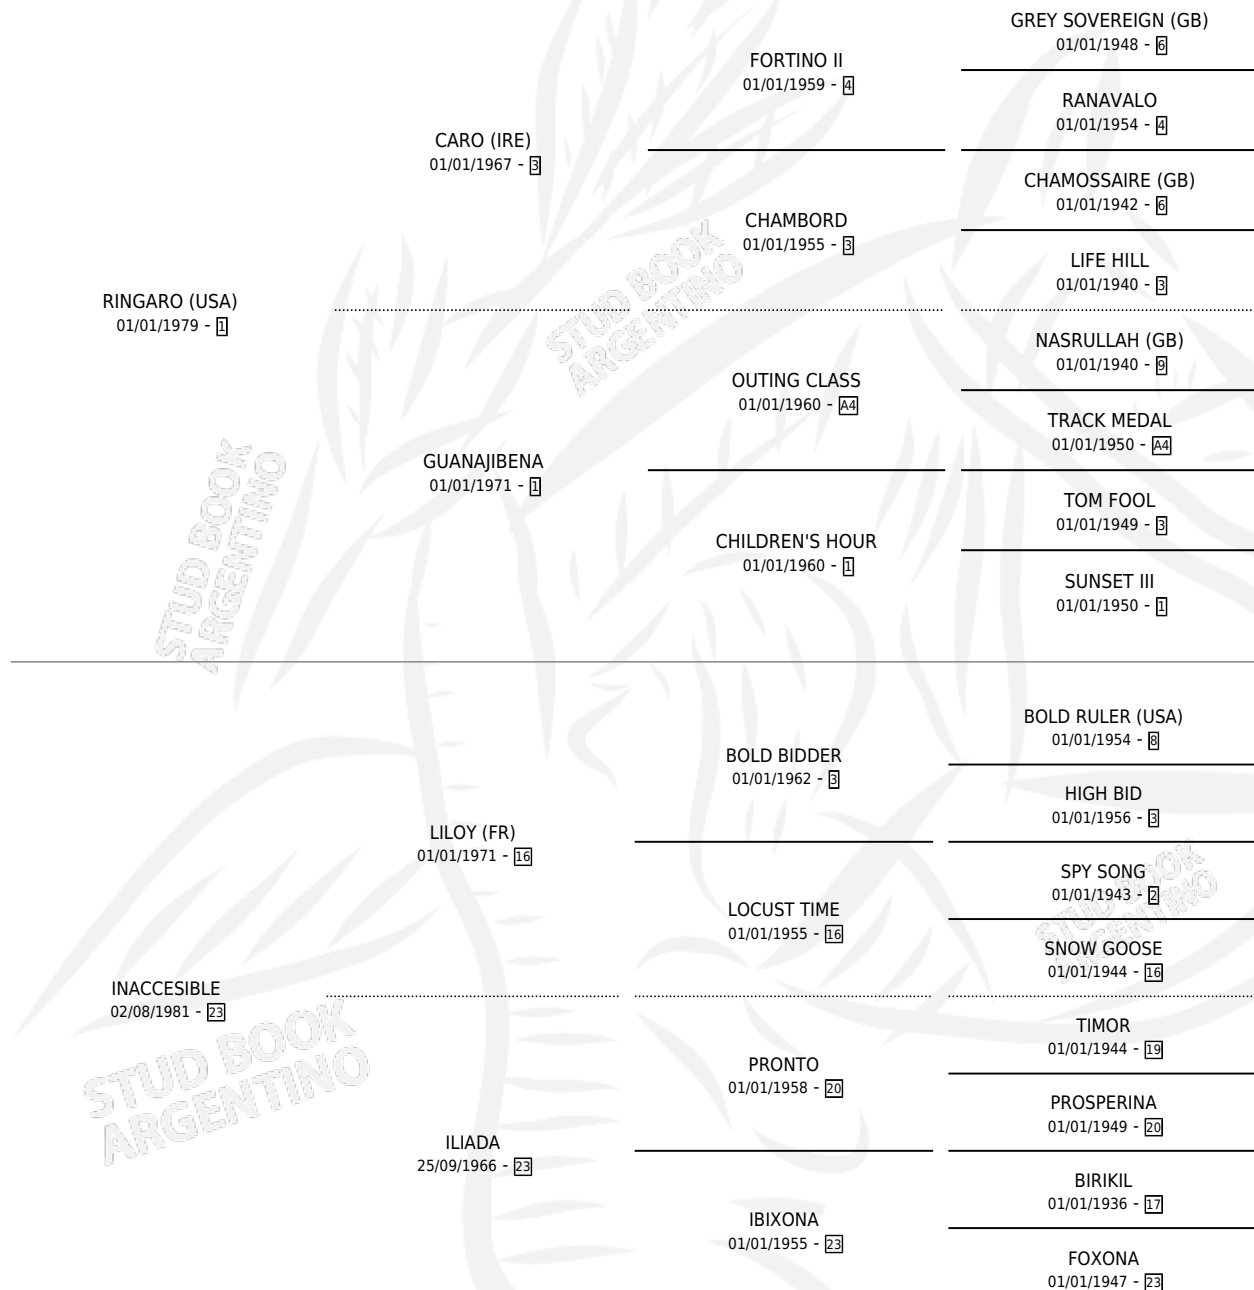 GREY SOVEREIGN (GB)
01/01/1948 - 6
FORTINO II
01/01/1959 - 4
RANAVALO
01/01/1954 - 4
CARO (IRE)
01/01/1967 - 3
CHAMOSSAIRE (GB)
01/01/1942 - 6
CHAMBORD
01/01/1955 - 3
LIFE HILL
01/01/1940 - 3
RINGARO (USA)
01/01/1979 - 1
STUD BOOK
ARGENTINO
NASRULLAH (GB)
01/01/1940 - 9
OUTING CLASS
01/01/1960 - A4
TRACK MEDAL
01/01/1950 - A4
GUANAJIBENA
01/01/1971 - 1
TOM FOOL
01/01/1949 - 3
CHILDREN'S HOUR
01/01/1960 - 1
SUNSET III
01/01/1950 - 1
STUD BOOK
ARGENTINO
BOLD RULER (USA)
01/01/1954 - 8
BOLD BIDDER
01/01/1962 - 3
HIGH BID
01/01/1956 - 3
LILOY (FR)
01/01/1971 - 16
SPY SONG
01/01/1943 - 2
LOCUST TIME
01/01/1955 - 16
SNOW GOOSE
01/01/1944 - 16
STUD BOOK
ARGENTINO
INACCESIBLE
02/08/1981 - 23
STUD BOOK
ARGENTINO
TIMOR
01/01/1944 - 19
PRONTO
01/01/1958 - 20
PROSPERINA
01/01/1949 - 20
ILIADA
25/09/1966 - 23
BIRIKIL
01/01/1936 - 17
IBIXONA
01/01/1955 - 23
FOXONA
01/01/1947 - 23